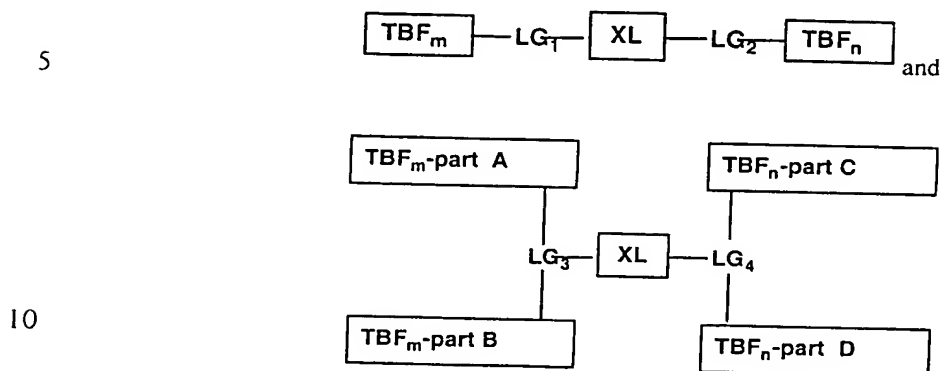 TBFm LG1 XL LG2 TBFn
5 and
TBFm-part A TBFn-part C
LG3 XL LG4
10
TBFm-part B TBFn-part D